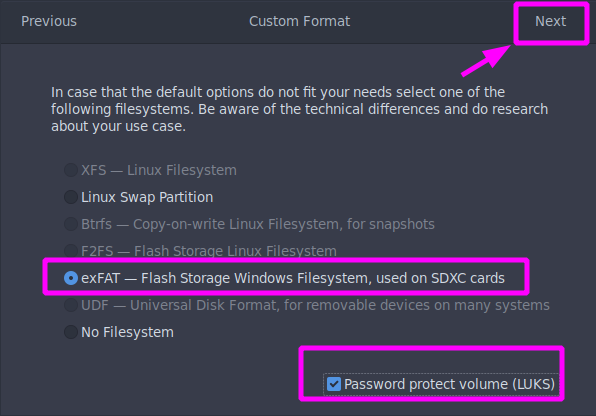 Previous
Custom Format
Next
In case that the default options do not fit your needs select one of the
following filesystems. Be aware of the technical differences and do research
about your use case.
XFS — Linux Filesystem
Linux Swap Partition
Btrfs — Copy-on-write Linux Filesystem, for snapshots
F2FS — Flash Storage Linux Filesystem
exFAT — Flash Storage Windows Filesystem, used on SDXC cards
UDF — Universal Disk Format, for removable devices on many systems
No Filesystem
Password protect volume (LUKS)